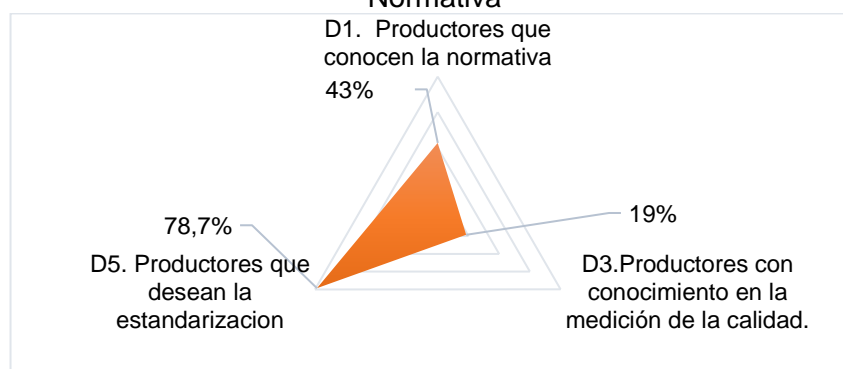 Normativa
D1. Productores que
conocen la normativa
43%
19%
78,7%
D5. Productores que
desean la
estandarizacion
D3.Productores con
conocimiento en la
medición de la calidad.